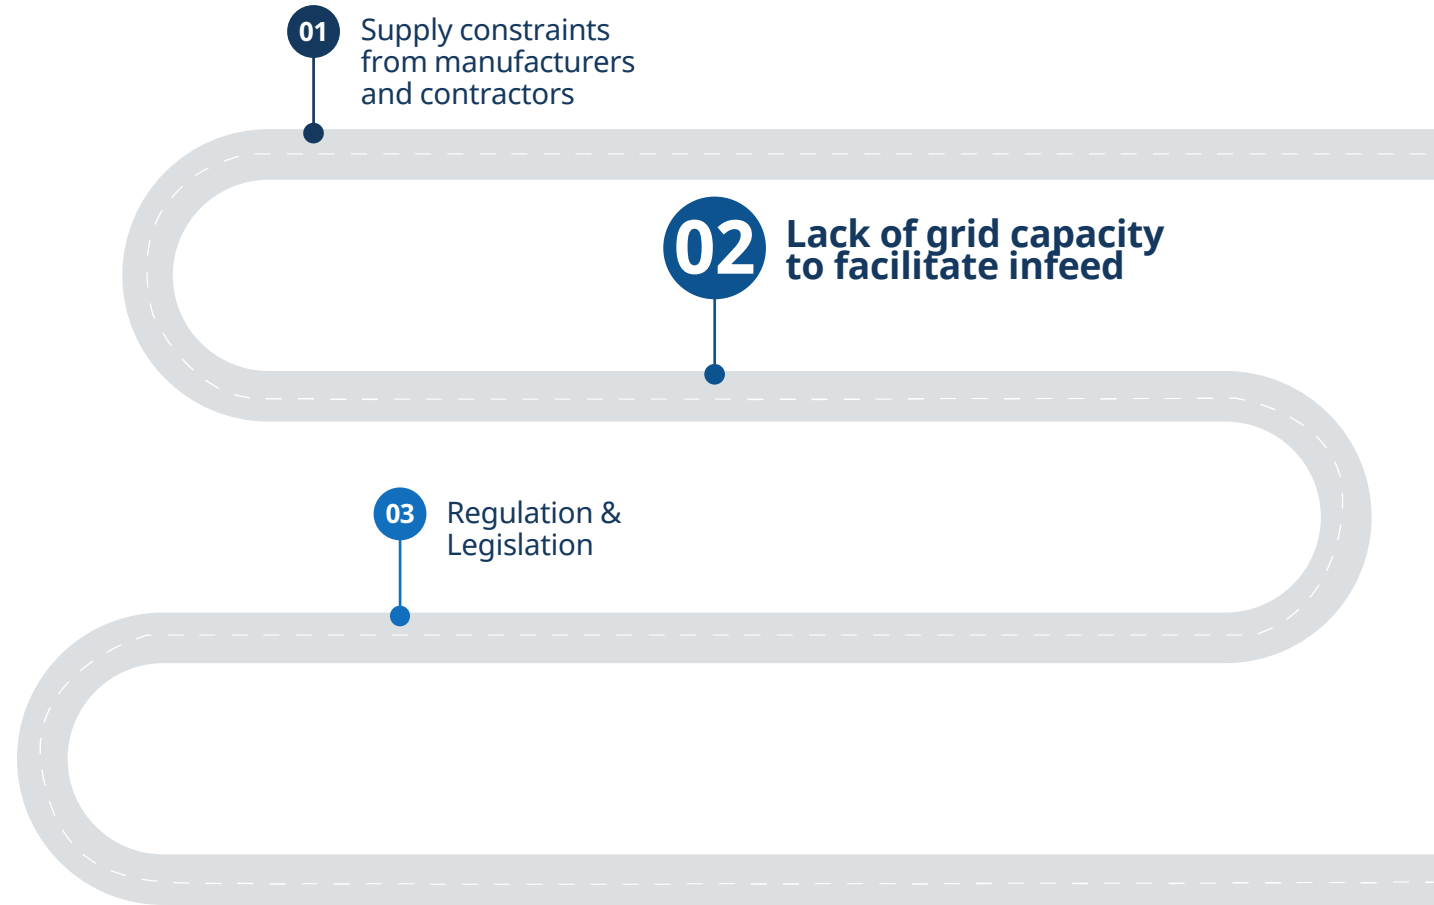 01
Supply constraints
from manufacturers
and contractors
02
Lack of grid capacity
to facilitate infeed
03
Regulation &
Legislation